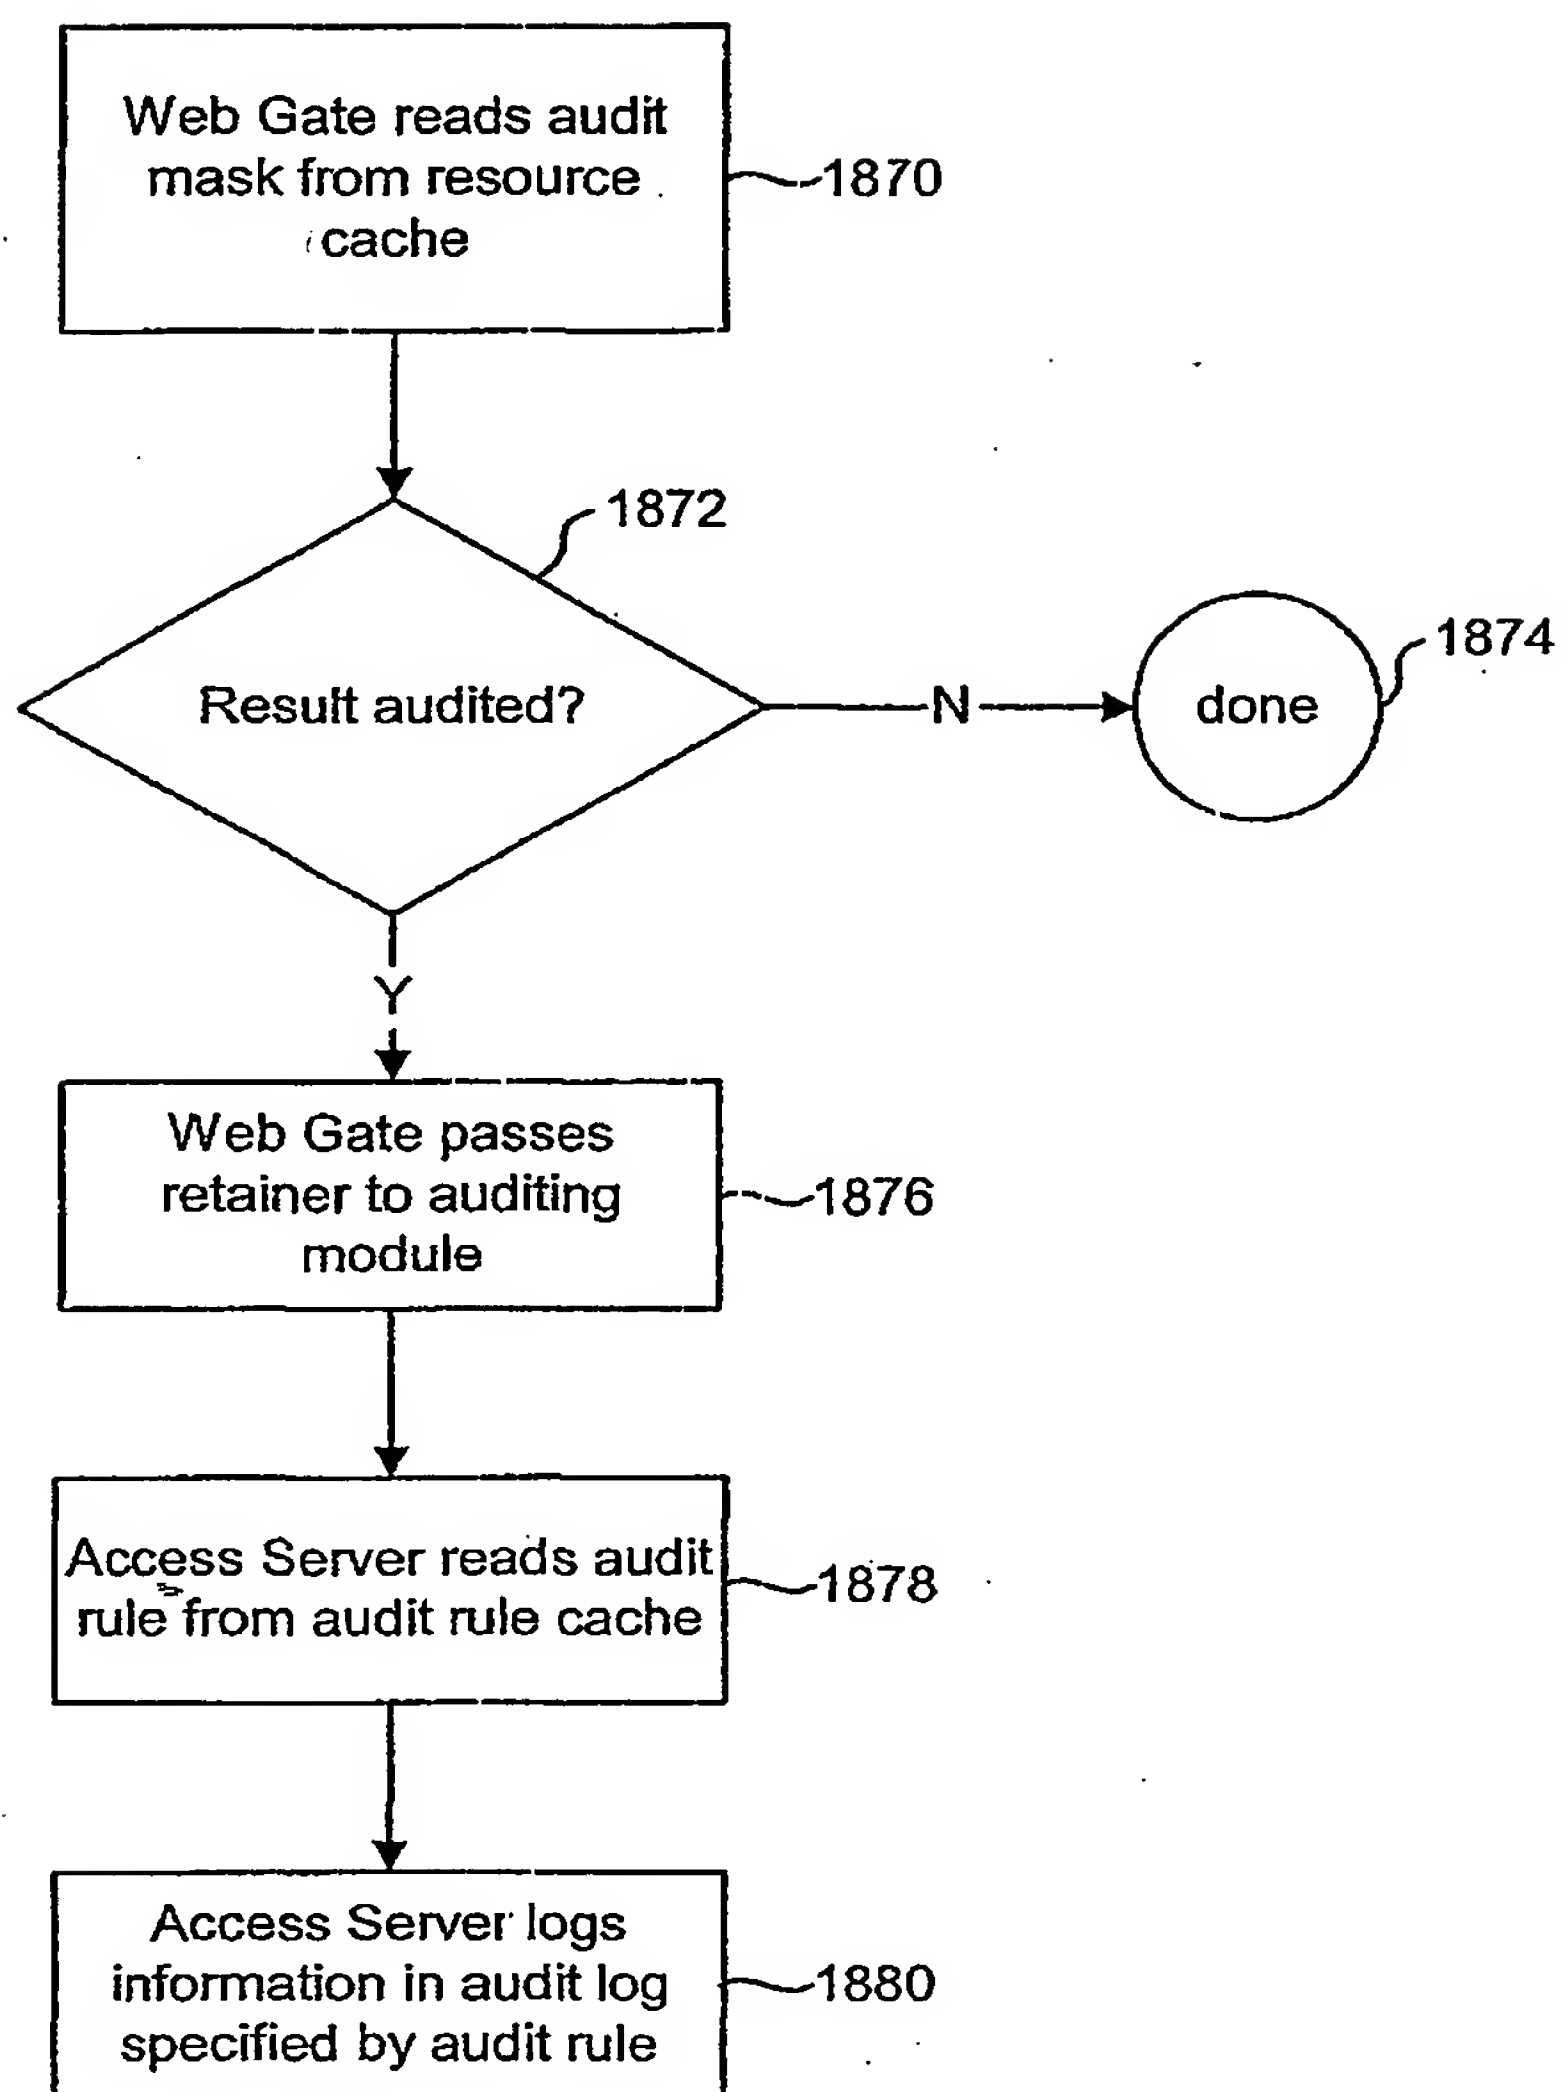 Web Gate reads audit
mask from resource
cache
1870
1872
Result audited?
N
done
1874
Y
Web Gate passes
retainer to auditing
module
1876
Access Server reads audit
rule from audit rule cache
1878
Access Server logs
information in audit log
specified by audit rule
1880